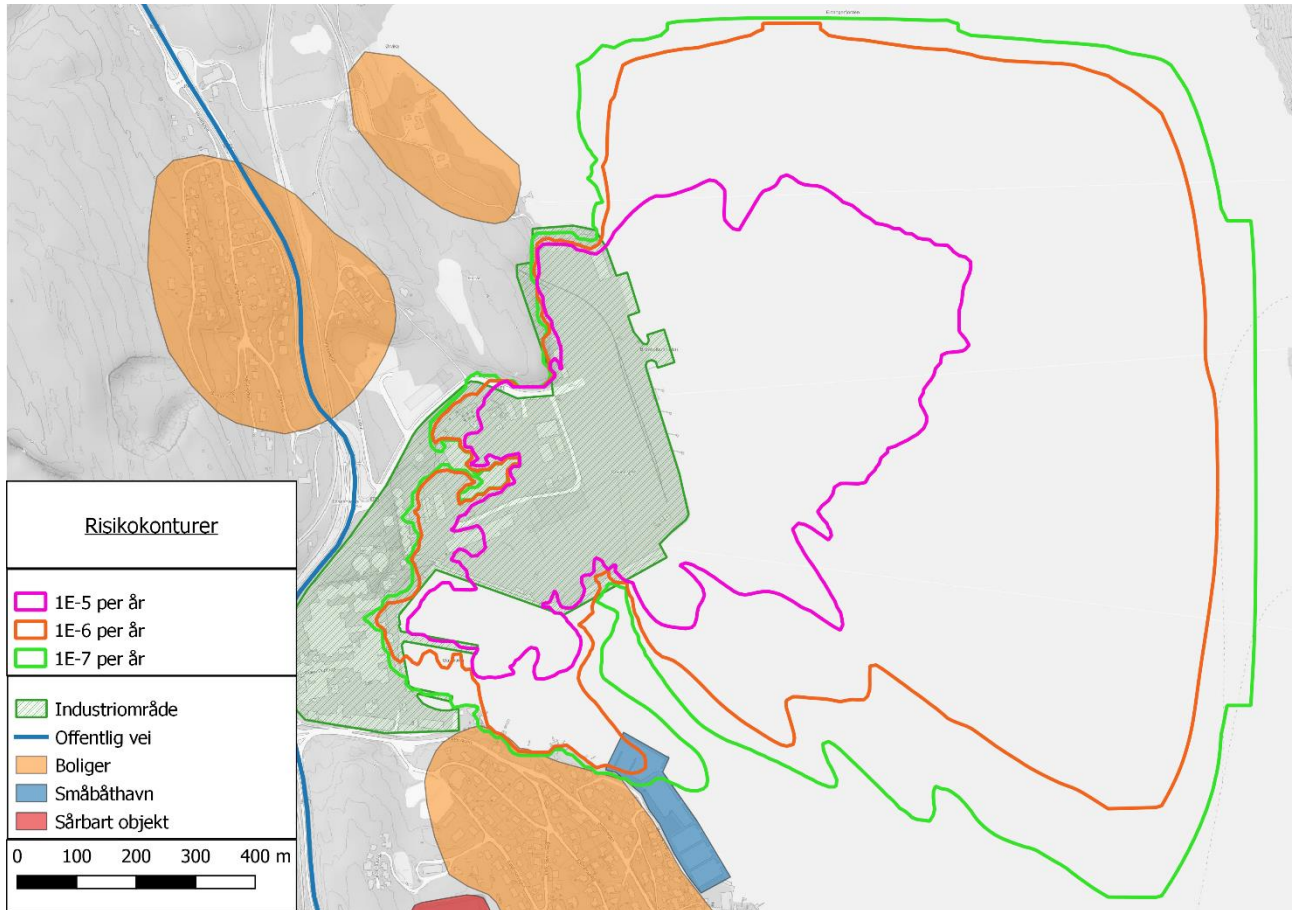 Risikokonturer
1E-5 per år
1E-6 per år
1E-7 per år
Industriområde
Offentlig vei
Boliger
Småbåthavn
Sårbart objekt
0 100 200 300 400 m